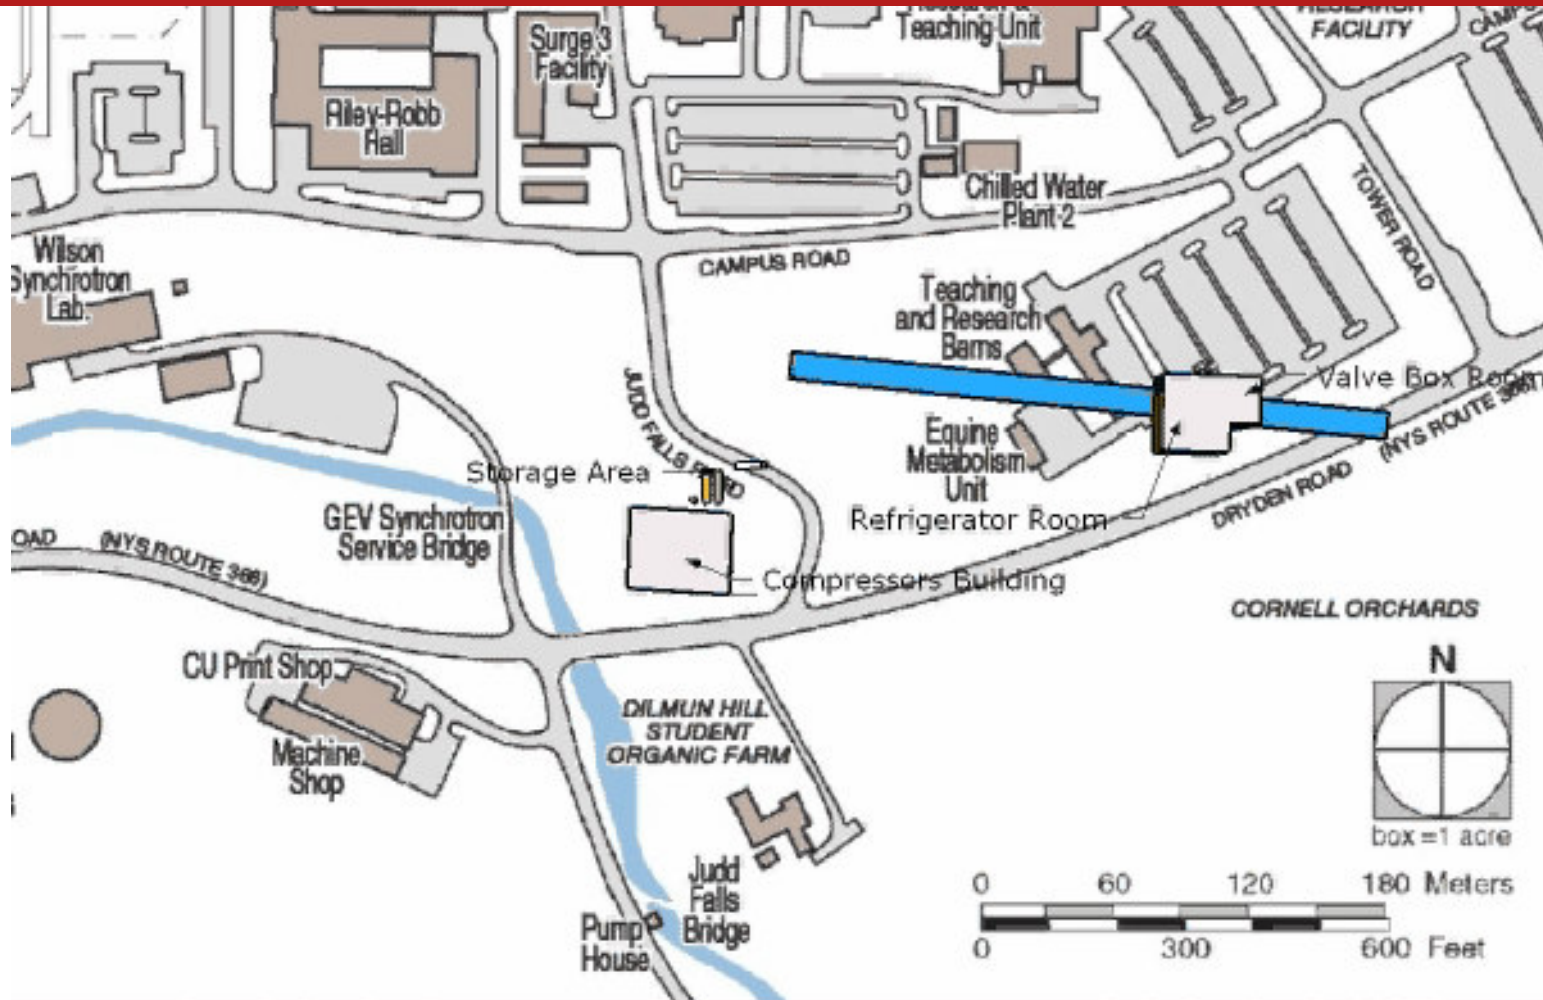 Teaching Unit
RESEARCH
FACILITY
Surge 3
Facility
Riley-Robb
Hall
Chilled Water
Plant 2
TOWER ROAD
CAMPUS ROAD
Wilson
Synchrotron
Lab.
Teaching
and Research
Barns
Valve Box Room
JUDD FALLS
(NYS ROUTE 366)
Equine
Metabolism
Unit
Storage Area
Refrigerator Room
DRYDEN ROAD
GEV Synchrotron
Service Bridge
OAD
(NYS ROUTE 366)
Compressors Building
CORNELL ORCHARDS
N
box =1 acre
CU Print Shop
Machine
Shop
DILMUN HILL
STUDENT
ORGANIC FARM
Judd
Falls
Bridge
Pump
House
0 60 120 180 Meters
0 300 600 Feet